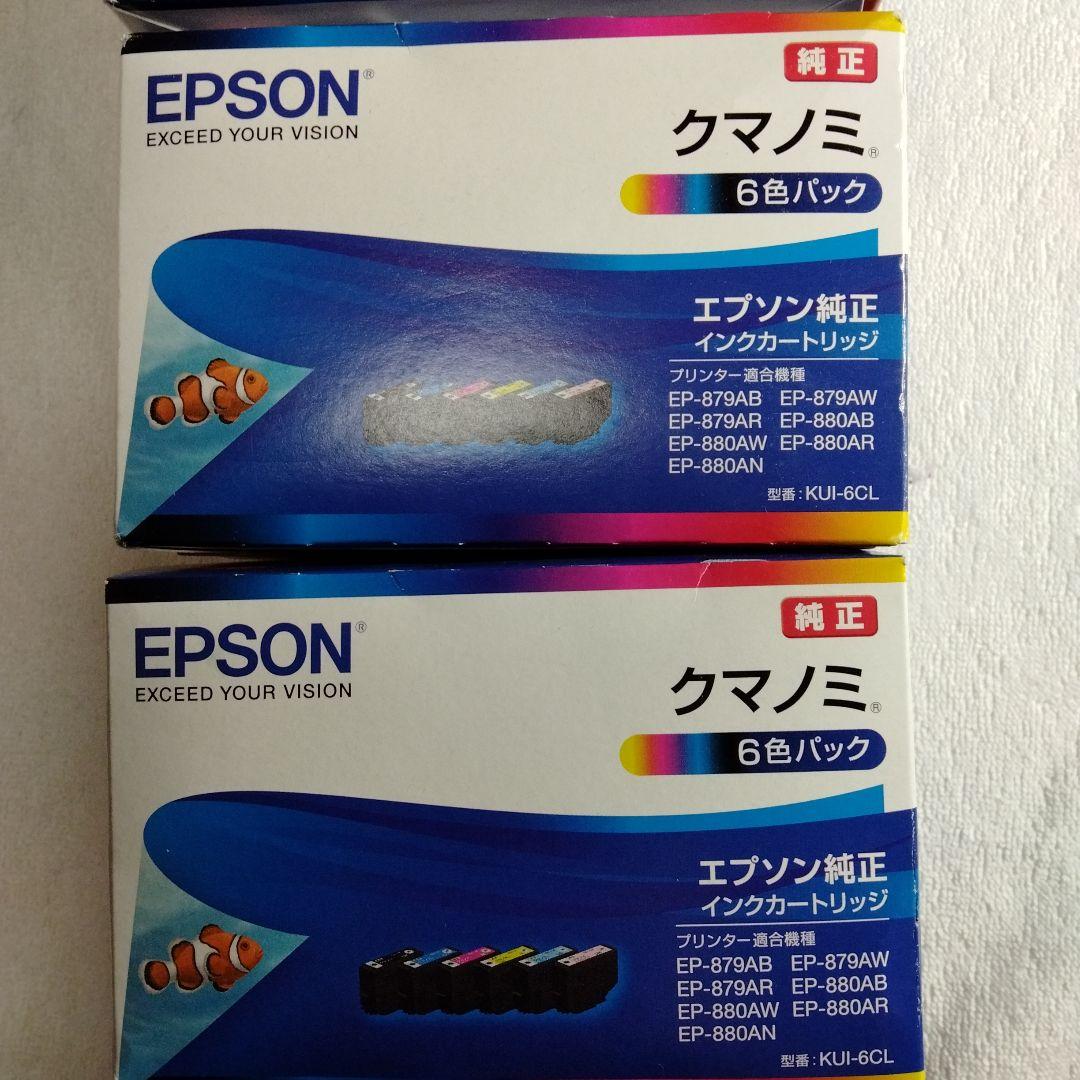 EPSON®
EXCEED YOUR VISION
純正
クマノミ®
6色パック
エプソン純正
インクカートリッジ
プリンター適合機種
EP-879AB EP-879AW
EP-879AR EP-880AB
EP-880AW EP-880AR
EP-880AN
型番:KUI-6CL
EPSON®
EXCEED YOUR VISION
純正
クマノミ®
6色パック
エプソン純正
インクカートリッジ
プリンター適合機種
EP-879AB EP-879AW
EP-879AR EP-880AB
EP-880AW EP-880AR
EP-880AN
型番:KUI-6CL